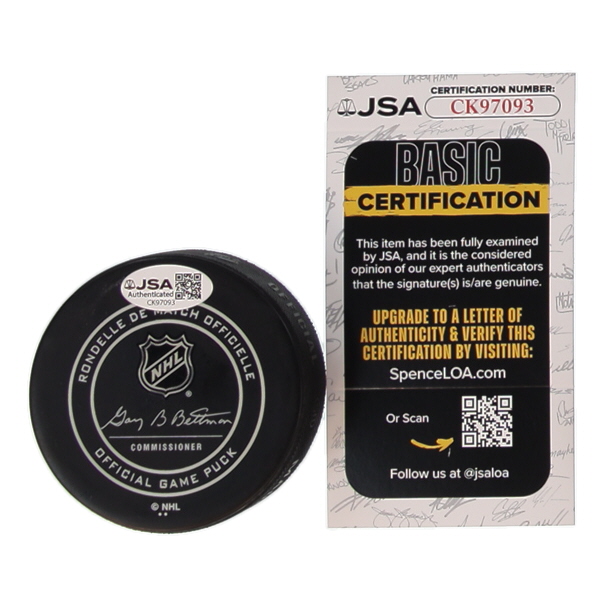 JSA
Authenticated
CK97093
RONDELLE DE MATCH OFFICIELLE
NHL
®
Gary B Bettman
COMMISSIONER
OFFICIAL GAME PUCK
© NHL
OFFICIAL
CERTIFICATION NUMBER:
JSA CK97093
BASIC
CERTIFICATION
This item has been fully examined
by JSA, and it is the considered
opinion of our expert authenticators
that the signature(s) is/are genuine.
UPGRADE TO A LETTER OF
AUTHENTICITY & VERIFY THIS
CERTIFICATION BY VISITING:
SpenceLOA.com
Or Scan
Follow us at @jsaloa